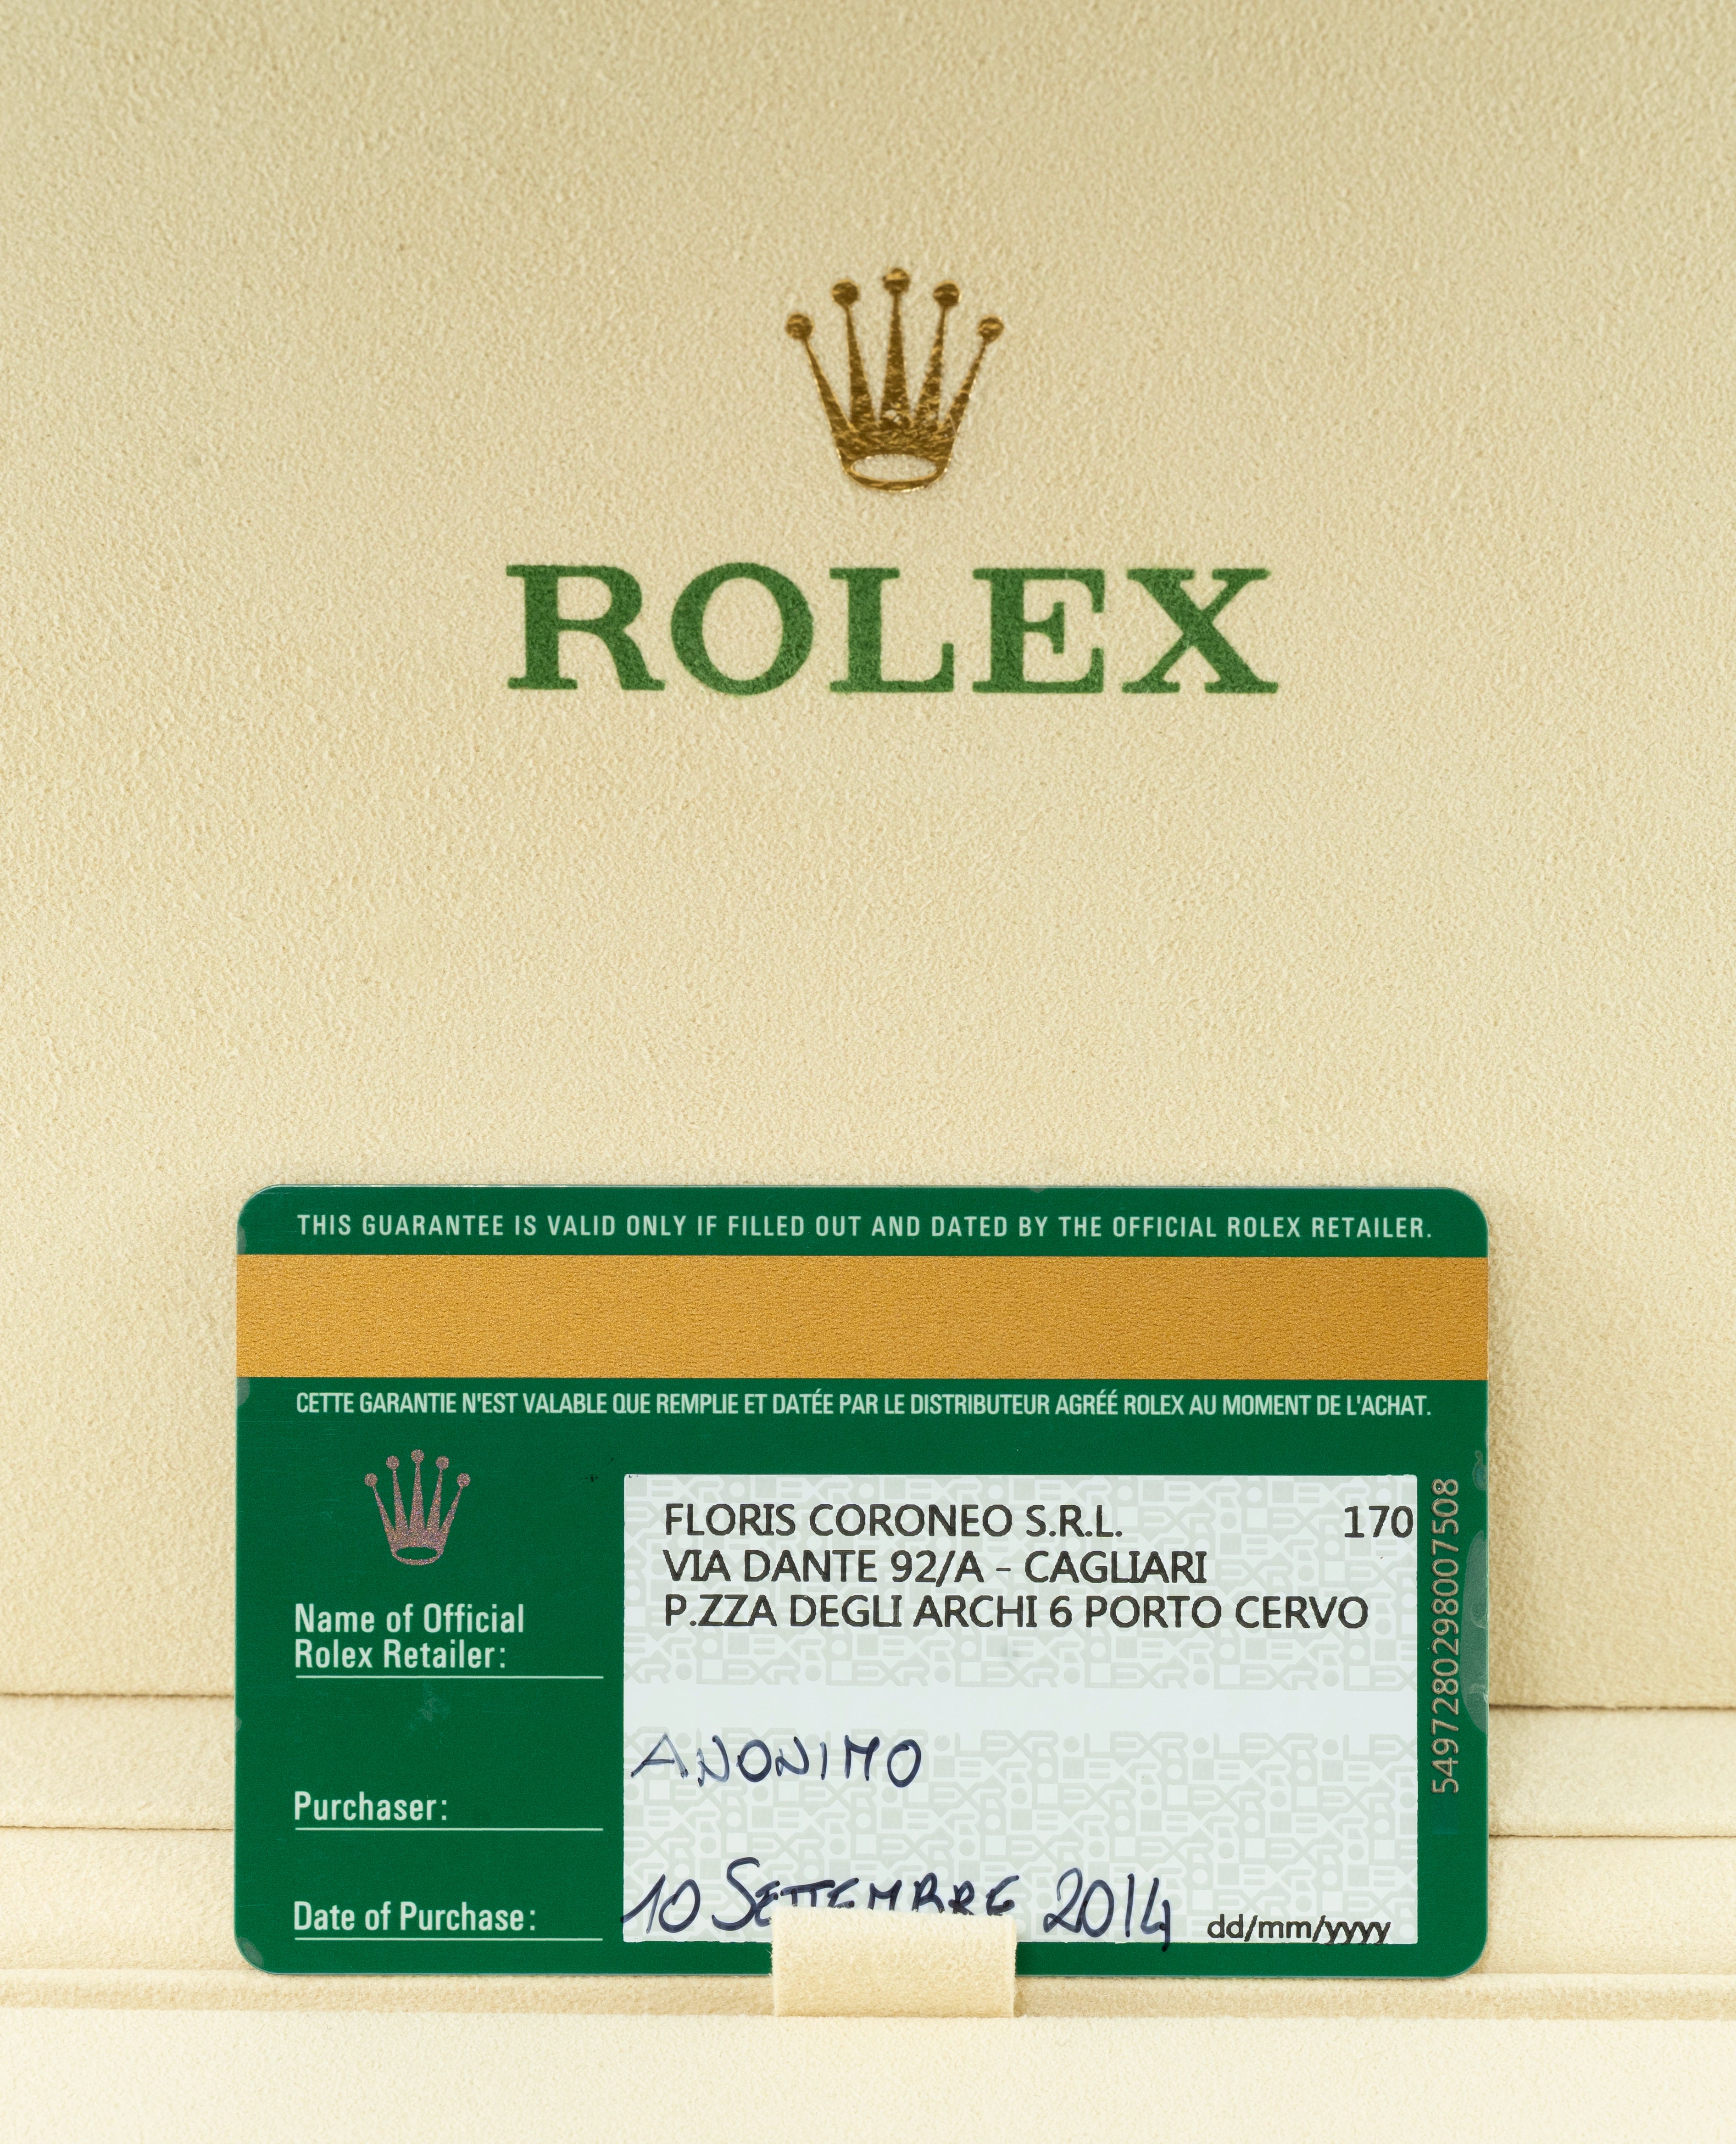 ROLEX
THIS GUARANTEE IS VALID ONLY IF FILLED OUT AND DATED BY THE OFFICIAL ROLEX RETAILER.
CETTE GARANTIE N'EST VALABLE QUE REMPLIE ET DATÉE PAR LE DISTRIBUTEUR AGRÉÉ ROLEX AU MOMENT DE L'ACHAT.
FLORIS CORONEO S.R.L. 170
VIA DANTE 92/A - CAGLIARI
P.ZZA DEGLI ARCHI 6 PORTO CERVO
Name of Official
Rolex Retailer:
ANONIMO
Purchaser:
Date of Purchase: 10 SETTEMBRE 2014 dd/mm/yyyy
5497280298007508